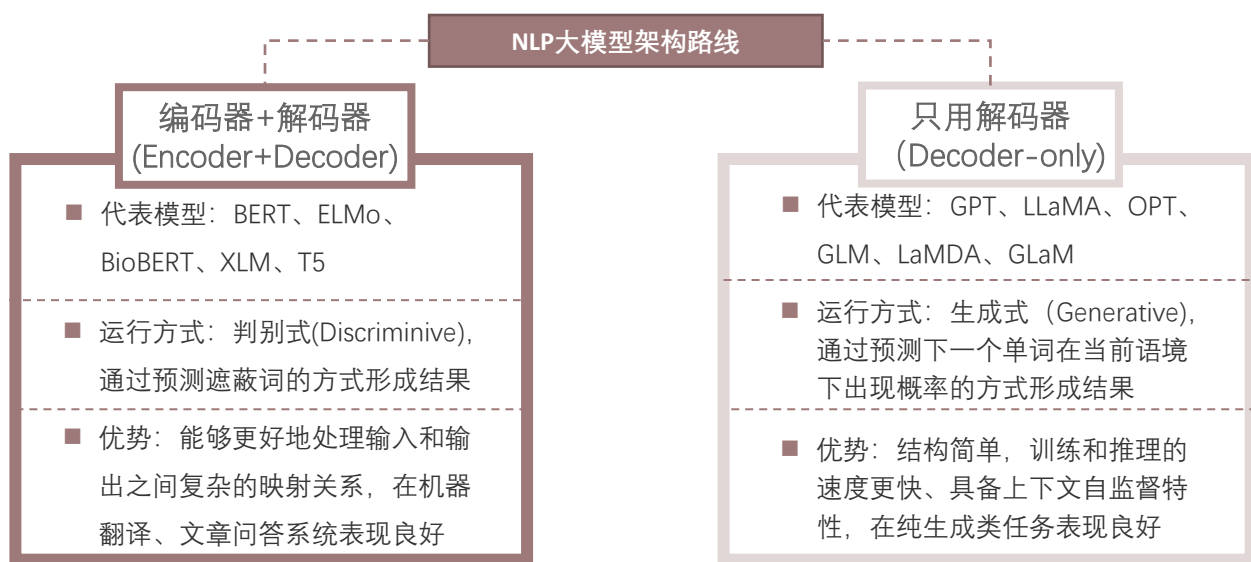 NLP大模型架构路线
编码器+解码器
(Encoder+Decoder)
代表模型：BERT、ELMo、
BioBERT、XLM、T5
运行方式：判别式(Discriminive),
通过预测遮蔽词的方式形成结果
优势：能够更好地处理输入和输
出之间复杂的映射关系，在机器
翻译、文章问答系统表现良好
只用解码器
（Decoder-only)
代表模型：GPT、LLaMA、OPT、
GLM、LaMDA、GLaM
运行方式：生成式（Generative),
通过预测下一个单词在当前语境
下出现概率的方式形成结果
优势：结构简单，训练和推理的
速度更快、具备上下文自监督特
性，在纯生成类任务表现良好